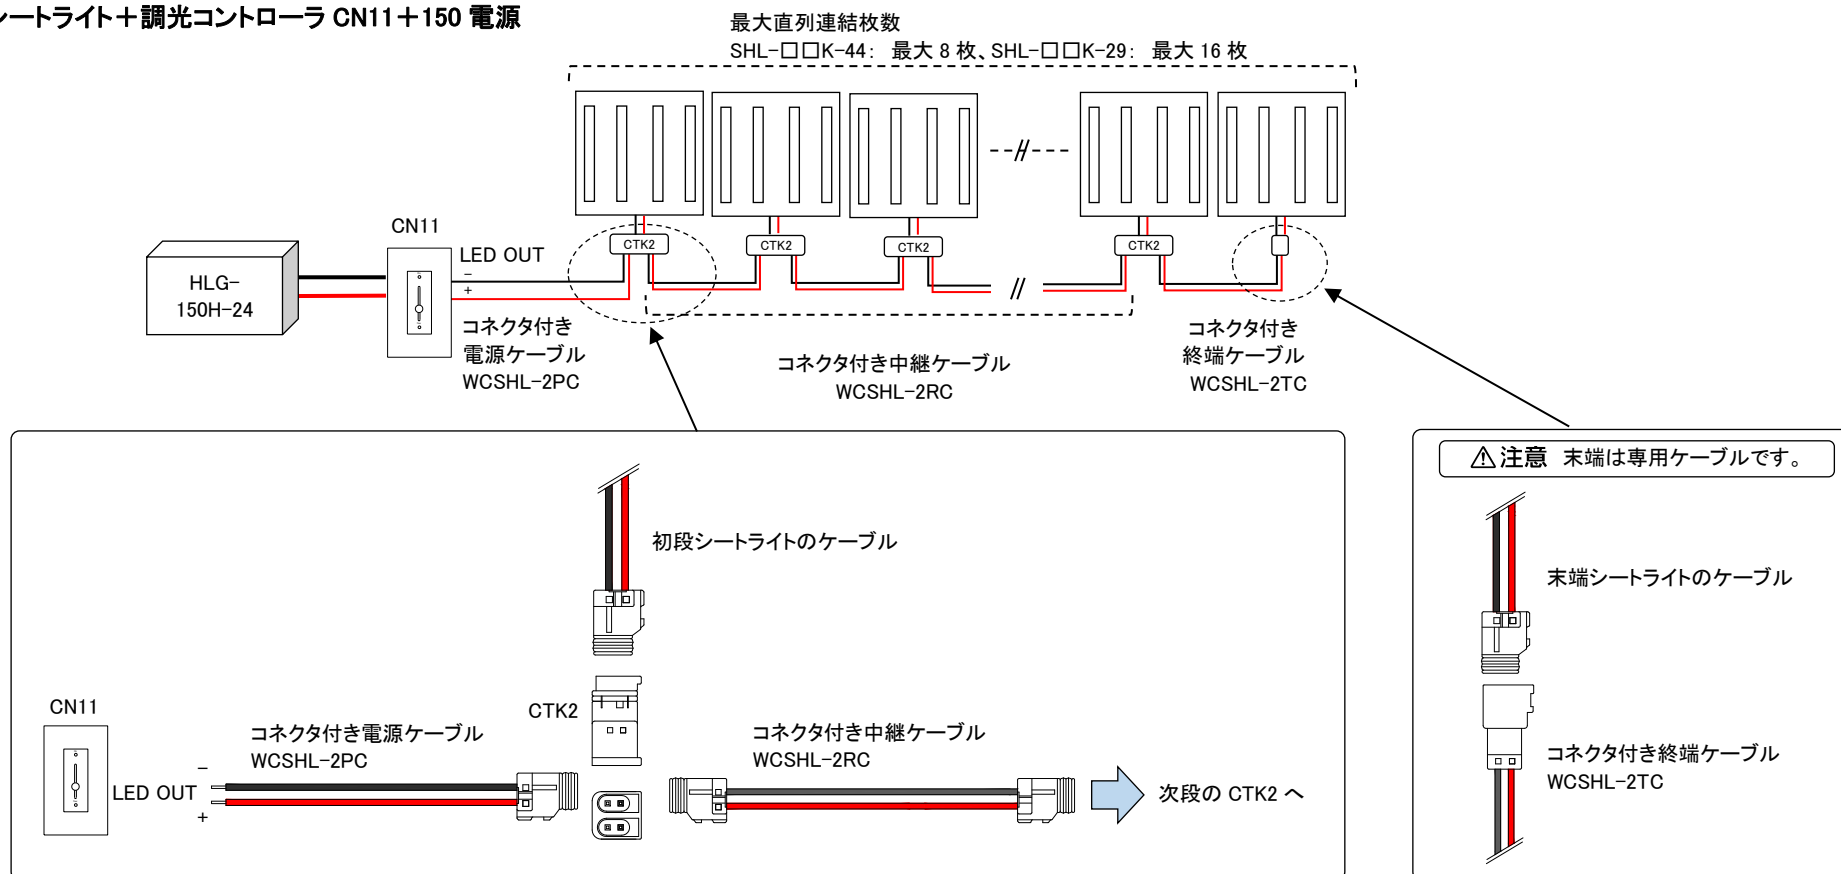 ートライト＋調光コントローラ CN11＋150 電源
最大直列連結枚数
SHL-□□K-44： 最大 8 枚、SHL-□□K-29： 最大 16 枚
CN11
LED OUT
−
+
HLG-
150H-24
CTK2
CTK2
CTK2
CTK2
コネクタ付き
電源ケーブル
WCSHL-2PC
コネクタ付き中継ケーブル
WCSHL-2RC
コネクタ付き
終端ケーブル
WCSHL-2TC
初段シートライトのケーブル
CN11
LED OUT
−
+
コネクタ付き電源ケーブル
WCSHL-2PC
CTK2
コネクタ付き中継ケーブル
WCSHL-2RC
次段の CTK2 へ
⚠注意 末端は専用ケーブルです。
末端シートライトのケーブル
コネクタ付き終端ケーブル
WCSHL-2TC